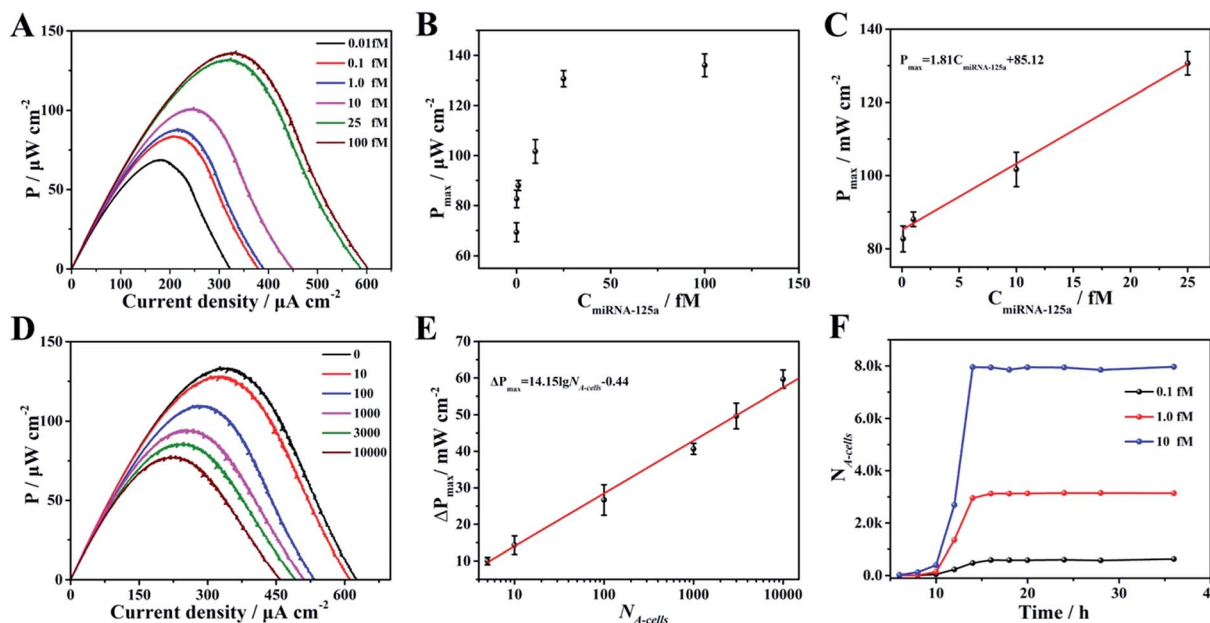 A
150
100
50
0
P / μW cm⁻²
0 100 200 300 400 500 600
Current density / μA cm⁻²
0.01fM
0.1 fM
1.0 fM
10 fM
25 fM
100 fM
B
140
120
100
80
60
Pmax / μW cm⁻²
0 50 100 150
CmiRNA-125a / fM
C
140
120
100
80
Pmax / mW cm⁻²
Pmax=1.81CmiRNA-125a+85.12
0 5 10 15 20 25
CmiRNA-125a / fM
D
150
100
50
0
P / μW cm⁻²
0 150 300 450 600
Current density / μA cm⁻²
0
10
100
1000
3000
10000
E
70
60
50
40
30
20
10
ΔPmax / mW cm⁻²
ΔPmax=14.15lgNA-cells-0.44
10 100 1000 10000
NA-cells
F
8.0k
6.0k
4.0k
2.0k
0.0
NA-cells
0.1 fM
1.0 fM
10 fM
10 20 30 40
Time / h